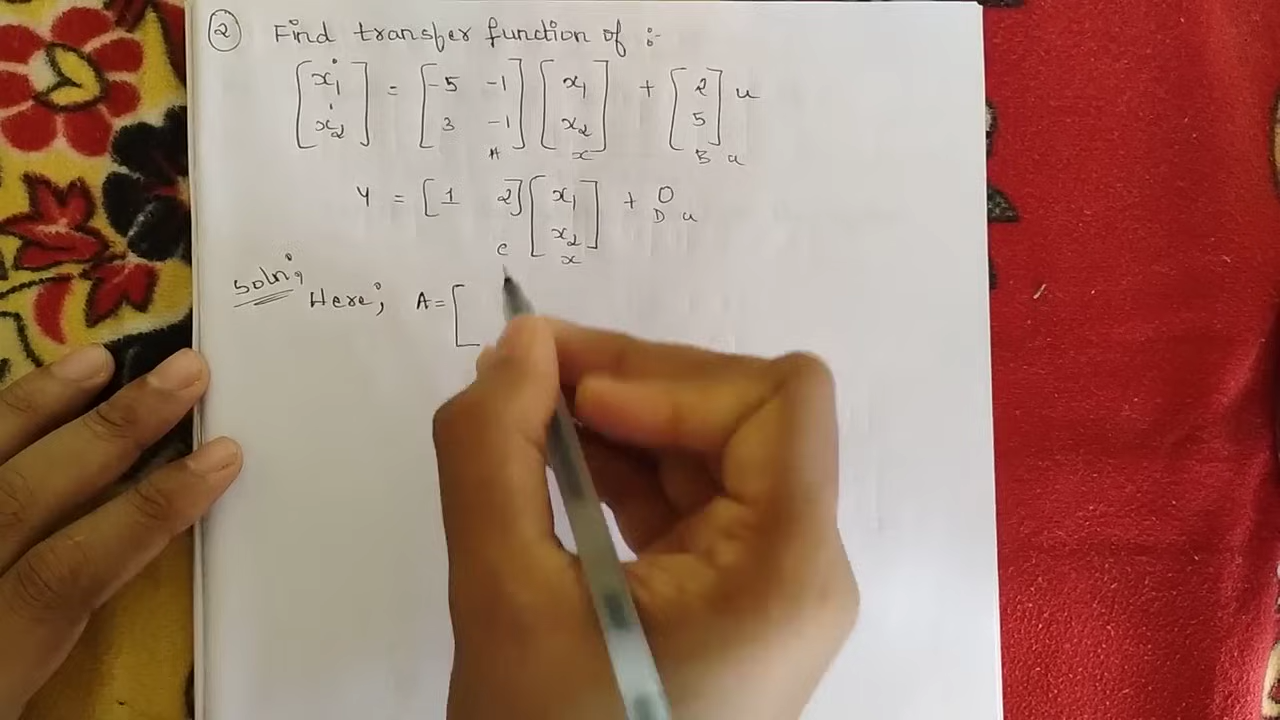 ② Find transfer function of :-
[ẋ₁ ẋ₂] = [-5 -1 3 -1] [x₁ x₂] + [2 5] u
A x B u
Y = [1 2] [x₁ x₂] + 0
C x D u
Soln; Here; A = [